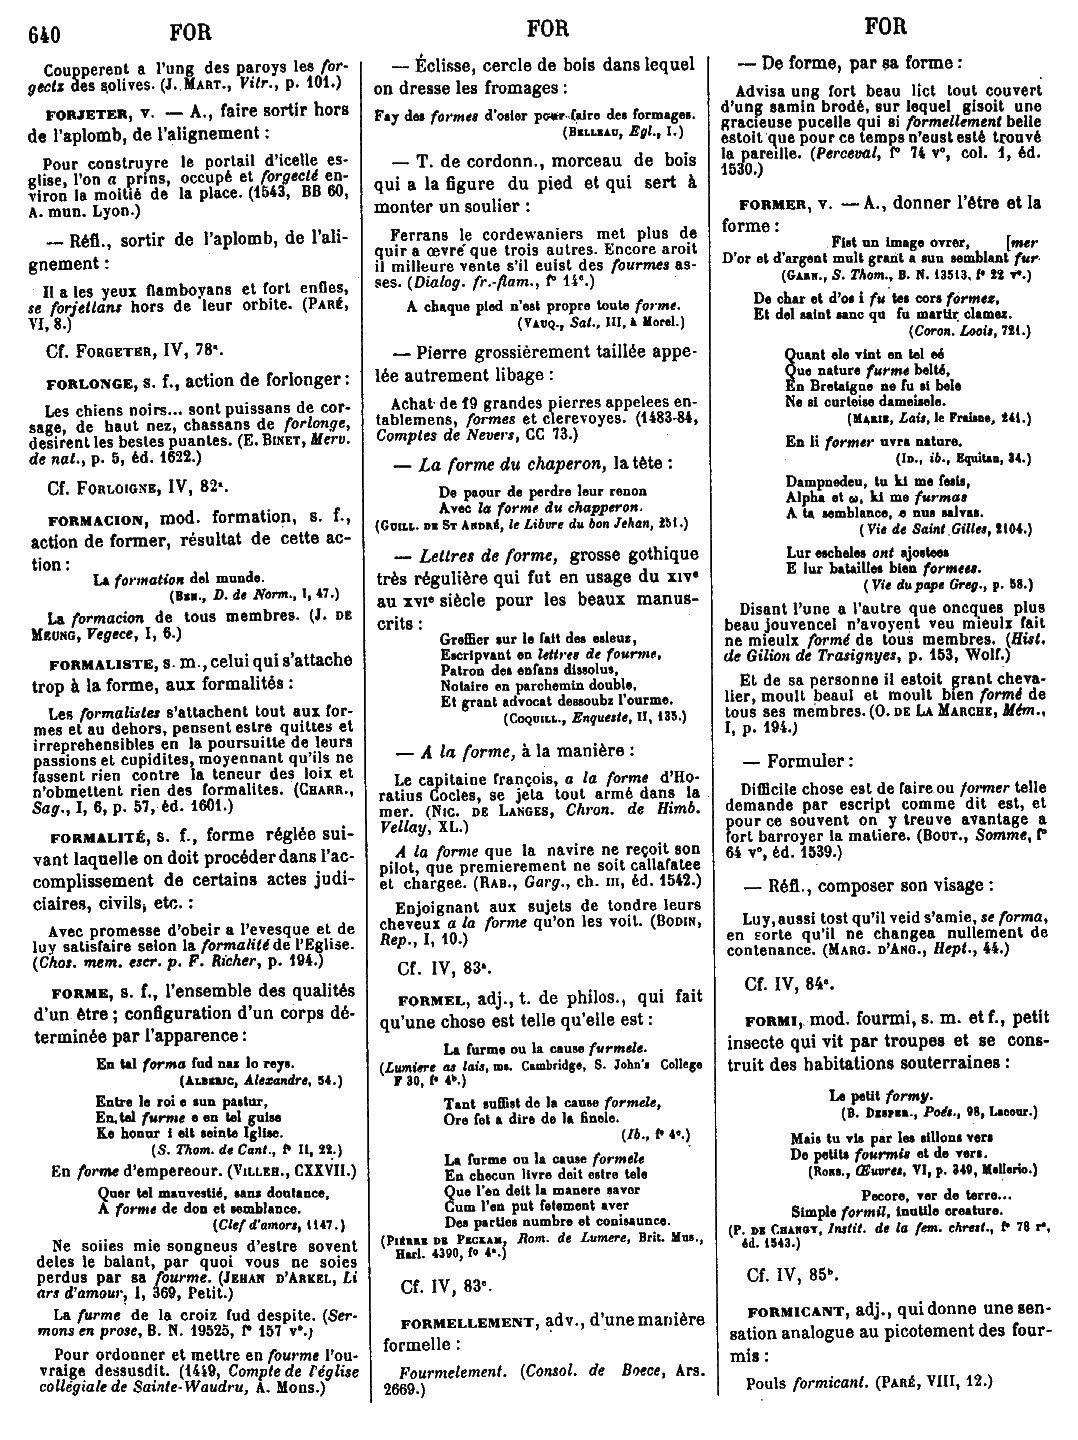 640 FOR FOR FOR
Coupperent a l'ung des paroys les for-
gectz des solives. (J. MART., Vitr., p. 101.)
FORJETER, v. — A., faire sortir hors
de l'aplomb, de l'alignement :
Pour construyre le portail d'icelle es-
glise, l'on a prins, occupé et forgecté en-
viron la moitié de la place. (1543, BB 60,
A. mun. Lyon.)
— Réfl., sortir de l'aplomb, de l'ali-
gnement :
Il a les yeux flamboyans et fort enfles,
se forjettans hors de leur orbite. (PARÉ,
VI, 8.)
Cf. FORGETER, IV, 78ª.
FORLONGE, s. f., action de forlonger :
Les chiens noirs... sont puissans de cor-
sage, de haut nez, chassans de forlonge,
desirent les bestes puantes. (E. BINET, Merv.
de nat., p. 5, éd. 1622.)
Cf. FORLOIGNE, IV, 82ª.
FORMACION, mod. formation, s. f.,
action de former, résultat de cette ac-
tion :
La formation del munde.
(BEN., D. de Norm., I, 47.)
La formacion de tous membres. (J. DE
MEUNG, Vegece, I, 6.)
FORMALISTE, s. m., celui qui s'attache
trop à la forme, aux formalités :
Les formalistes s'attachent tout aux for-
mes et au dehors, pensent estre quittes et
irreprehensibles en la poursuitte de leurs
passions et cupidites, moyennant qu'ils ne
fassent rien contre la teneur des loix et
n'obmettent rien des formalites. (CHARR.,
Sag., I, 6, p. 57, éd. 1601.)
FORMALITÉ, s. f., forme réglée sui-
vant laquelle on doit procéder dans l'ac-
complissement de certains actes judi-
ciaires, civils, etc. :
Avec promesse d'obeir a l'evesque et de
luy satisfaire selon la formalité de l'Eglise.
(Chos. mem. escr. p. F. Richer, p. 194.)
FORME, s. f., l'ensemble des qualités
d'un être ; configuration d'un corps dé-
terminée par l'apparence :
En tal forma fud naz lo reys.
(ALBERIC, Alexandre, 54.)
Entre le roi e sun pastur,
En tel furme e en tel guise
Ke honur i eit seinte Iglise.
(S. Thom. de Cant., f° II, 22.)
En forme d'empereour. (VILLEH., CXXVII.)
Quer tel mauvestié, sans doutance,
A forme de don et semblance.
(Clef d'amors, 1147.)
Ne soiies mie songneus d'estre sovent
deles le balant, par quoi vous ne soies
perdus par sa fourme. (JEHAN D'ARKEL, Li
ars d'amour, I, 369, Petit.)
La furme de la croiz fud despite. (Ser-
mons en prose, B. N. 19525, f° 157 v°.)
Pour ordonner et mettre en fourme l'ou-
vraige dessusdit. (1449, Compte de l'église
collégiale de Sainte-Waudru, A. Mons.)
— Éclisse, cercle de bois dans lequel
on dresse les fromages :
Fay des formes d'osier pour faire des formages.
(BELLEAU, Egl., I.)
— T. de cordonn., morceau de bois
qui a la figure du pied et qui sert à
monter un soulier :
Ferrans le cordewaniers met plus de
quir a œvre que trois autres. Encore aroit
il milleure vente s'il euist des fourmes as-
ses. (Dialog. fr.-flam., f° 14ᶜ.)
A chaque pied n'est propre toute forme.
(VAUQ., Sat., III, à Morel.)
— Pierre grossièrement taillée appe-
lée autrement libage :
Achat de 19 grandes pierres appelees en-
tablemens, formes et clerevoyes. (1483-84,
Comptes de Nevers, CC 73.)
— La forme du chaperon, la tête :
De paour de perdre leur renon
Avec la forme du chapperon.
(GUILL. DE ST ANDRÉ, le Libvre du bon Jehan, 251.)
— Lettres de forme, grosse gothique
très régulière qui fut en usage du XIVᵉ
au XVIᵉ siècle pour les beaux manus-
crits :
Greffier sur le fait des esleuz,
Escripvant en lettres de fourme,
Patron des enfans dissolus,
Notaire en parchemin double,
Et grant advocat dessoubz l'ourme.
(COQUILL., Enqueste, II, 135.)
— A la forme, à la manière :
Le capitaine françois, a la forme d'Ho-
ratius Cocles, se jeta tout armé dans la
mer. (NIC. DE LANGES, Chron. de Himb.
Vellay, XL.)
A la forme que la navire ne reçoit son
pilot, que premierement ne soit callafatee
et chargee. (RAB., Garg., ch. III, éd. 1542.)
Enjoignant aux sujets de tondre leurs
cheveux a la forme qu'on les voit. (BODIN,
Rep., I, 10.)
Cf. IV, 83ª.
FORMEL, adj., t. de philos., qui fait
qu'une chose est telle qu'elle est :
La furme ou la cause furmele.
(Lumiere as lais, ms. Cambridge, S. John's College
F 30, f° 4ᵇ.)
Tant suffist de la cause formele,
Ore fet a dire de la finele.
(Ib., f° 4ᶜ.)
La furme ou la cause formele
En checun livre deit estre tele
Que l'en deit la manere saver
Cum l'en put fetement aver
Des parties numbre et conisaunce.
(PIERRE DE PECKAM, Rom. de Lumere, Brit. Mus.,
Harl. 4390, f° 4ᵃ.)
Cf. IV, 83ᶜ.
FORMELLEMENT, adv., d'une manière
formelle :
Fourmelement. (Consol. de Boece, Ars.
2669.)
— De forme, par sa forme :
Advisa ung fort beau lict tout couvert
d'ung samin brodé, sur lequel gisoit une
gracieuse pucelle qui si formellement belle
estoit que pour ce temps n'eust esté trouvé
la pareille. (Perceval, f° 74 v°, col. 1, éd.
1530.)
FORMER, v. — A., donner l'être et la
forme :
Fist un image ovrer, [mer
D'or et d'argent mult grant a sun semblant fur-
(GARN., S. Thom., B. N. 13513, f° 22 v°.)
De char et d'os i fu tes cors formez,
Et del saint sanc qu fu martir clamez.
(Coron. Loois, 721.)
Quant ele vint en tel eé
Que nature furme belté,
En Bretaigne ne fu si bele
Ne si curteise dameisele.
(MARIE, Lais, le Fraisne, 241.)
En li former uvra nature.
(ID., ib., Equitan, 34.)
Dampnedeu, tu ki me fesis,
Alpha et ω, ki me furmas
A ta semblance, e nus salvas.
(Vie de Saint Gilles, 2104.)
Lur escheles ont ajostees
E lur batailles bien formees.
(Vie du pape Greg., p. 58.)
Disant l'une a l'autre que oncques plus
beau jouvencel n'avoyent veu mieulx fait
ne mieulx formé de tous membres. (Hist.
de Gilion de Trasignyes, p. 153, Wolf.)
Et de sa personne il estoit grant cheva-
lier, moult beaul et moult bien formé de
tous ses membres. (O. DE LA MARCHE, Mém.,
I, p. 194.)
— Formuler :
Difficile chose est de faire ou former telle
demande par escript comme dit est, et
pour ce souvent on y treuve avantage a
fort barroyer la matiere. (BOUT., Somme, f°
64 v°, éd. 1539.)
— Réfl., composer son visage :
Luy, aussi tost qu'il veid s'amie, se forma,
en sorte qu'il ne changea nullement de
contenance. (MARG. D'ANG., Hept., 44.)
Cf. IV, 84ᵃ.
FORMI, mod. fourmi, s. m. et f., petit
insecte qui vit par troupes et se cons-
truit des habitations souterraines :
Le petit formy.
(B. DESPER., Poés., 98, Lacour.)
Mais tu vis par les sillons vers
De petits fourmis et de vers.
(RONS., Œuvres, VI, p. 349, Mellerio.)
Pecore, ver de terre...
Simple formil, inutile creature.
(P. DE CHANGY, Instit. de la fem. chrest., f° 78 r°,
éd. 1543.)
Cf. IV, 85ᵇ.
FORMICANT, adj., qui donne une sen-
sation analogue au picotement des four-
mis :
Pouls formicant. (PARÉ, VIII, 12.)